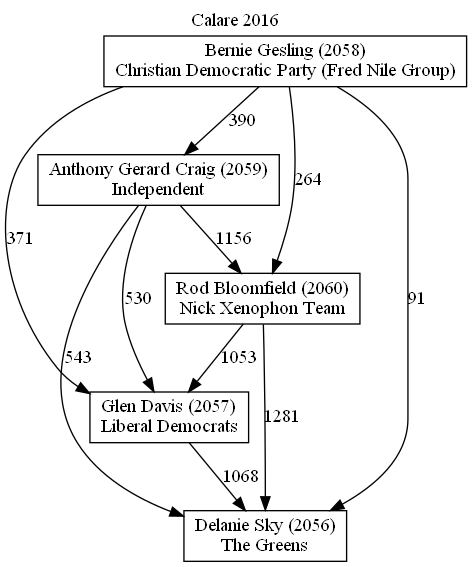 Calare 2016
Bernie Gesling (2058)
Christian Democratic Party (Fred Nile Group)
390
Anthony Gerard Craig (2059)
Independent
264
371
1156
Rod Bloomfield (2060)
Nick Xenophon Team
530
91
543
1053
Glen Davis (2057)
Liberal Democrats
1281
1068
Delanie Sky (2056)
The Greens